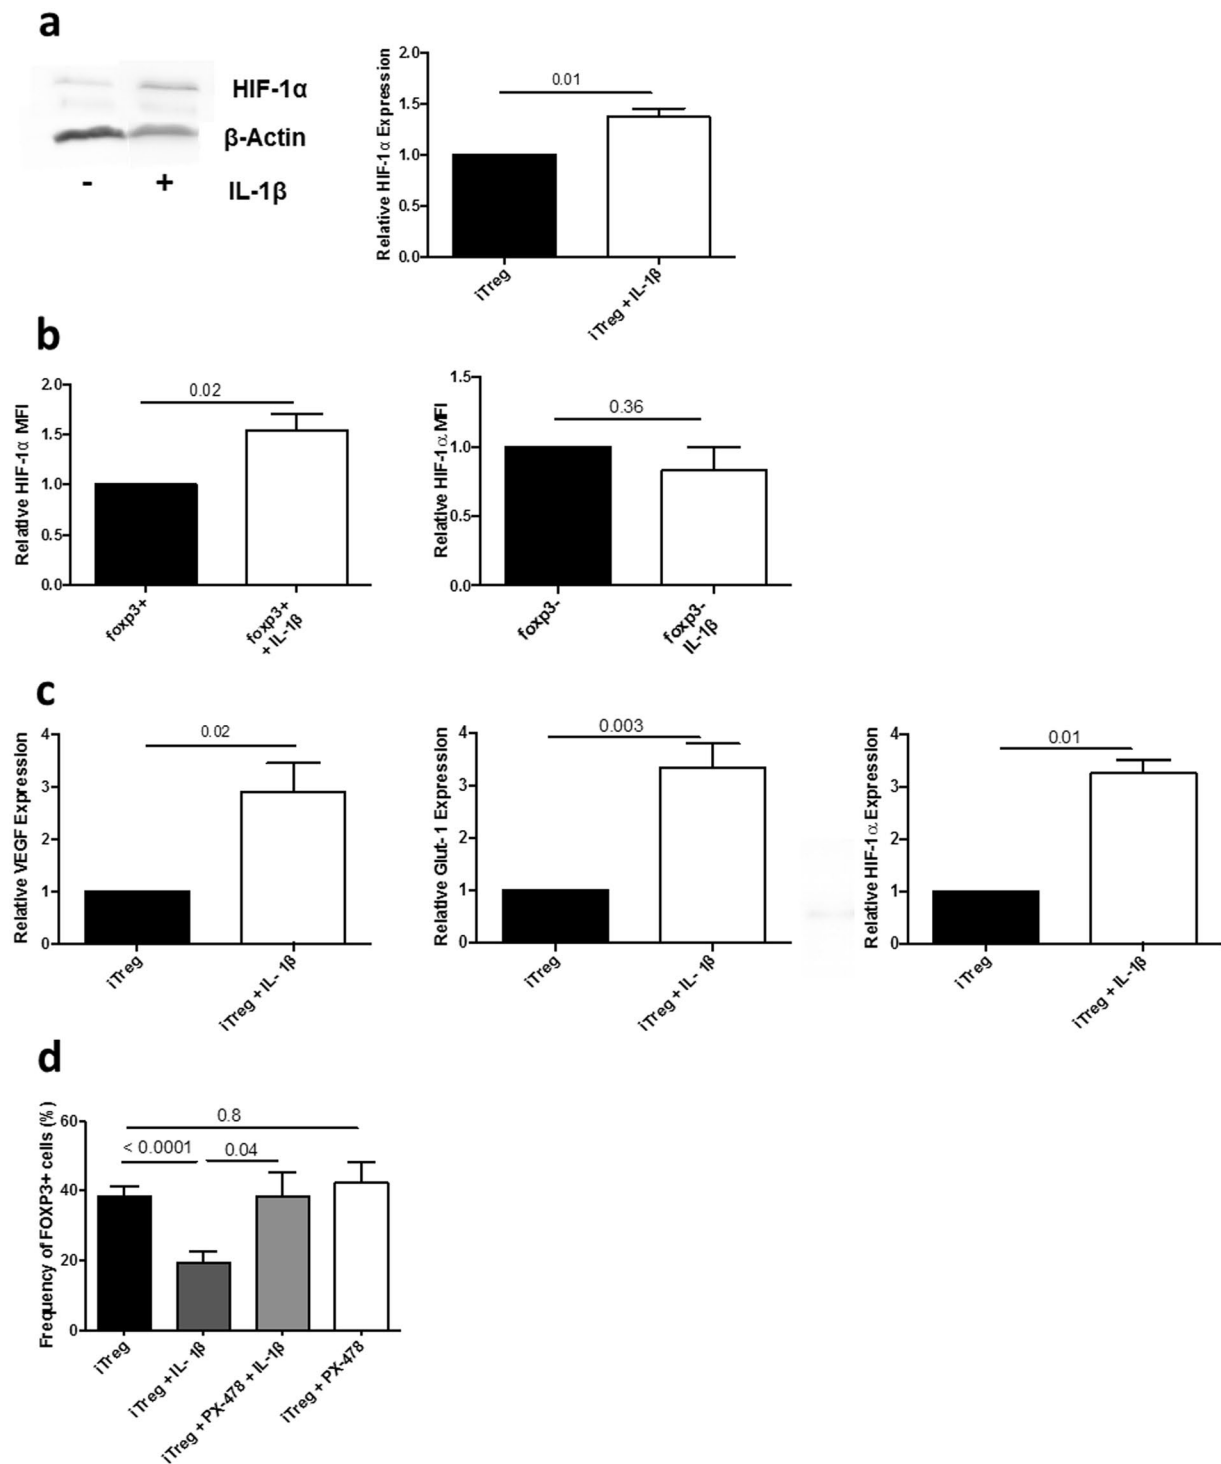 a
HIF-1α
β-Actin
- + IL-1β
Relative HIF-1α Expression
2.0
1.5
1.0
0.5
0.0
0.01
iTreg
iTreg + IL-1β
b
Relative HIF-1α MFI
2.0
1.5
1.0
0.5
0.0
0.02
foxp3+
foxp3+
+ IL-1β
Relative HIF-1α MFI
1.5
1.0
0.5
0.0
0.36
foxp3-
foxp3-
IL-1β
c
Relative VEGF Expression
4
3
2
1
0
0.02
iTreg
iTreg + IL- 1β
Relative Glut- 1 Expression
4
3
2
1
0
0.003
iTreg
iTreg + IL- 1β
Relative HIF-1α Expression
4
3
2
1
0
0.01
iTreg
iTreg + IL-1β
d
Frequency of FOXP3+ cells (%)
60
40
20
0
0.8
< 0.0001
0.04
iTreg
iTreg + IL- 1β
iTreg + PX-478 + IL-1β
iTreg + PX-478